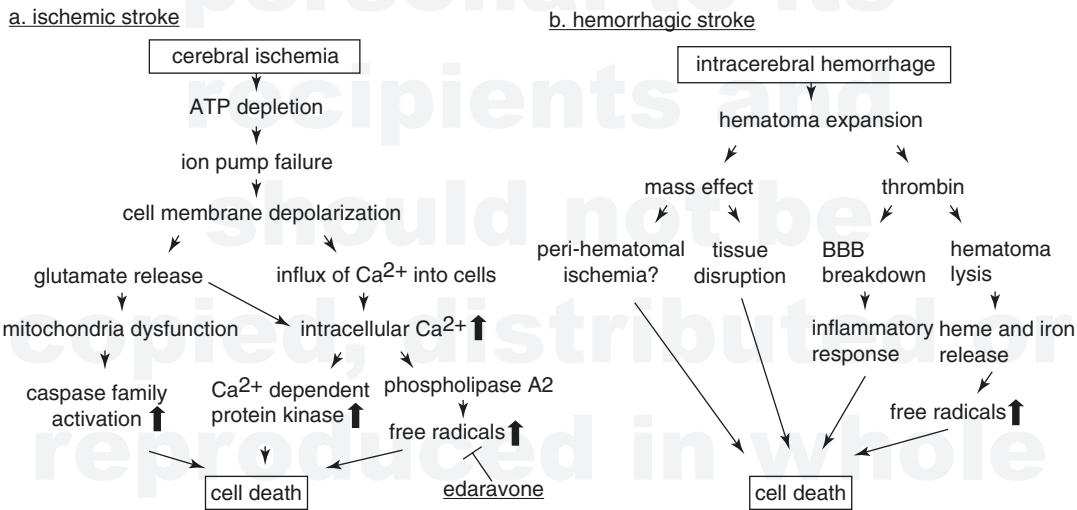 a. ischemic stroke
cerebral ischemia
ATP depletion
ion pump failure
cell membrane depolarization
glutamate release
influx of Ca2+ into cells
mitochondria dysfunction
intracellular Ca2+
caspase family
activation
Ca2+ dependent
protein kinase
phospholipase A2
free radicals
edaravone
cell death
b. hemorrhagic stroke
intracerebral hemorrhage
hematoma expansion
mass effect
thrombin
peri-hematomal
ischemia?
tissue
disruption
BBB
breakdown
hematoma
lysis
inflammatory
response
heme and iron
release
free radicals
cell death
personal to its
recipients and
should not be
copied, distributed or
reproduced in whole